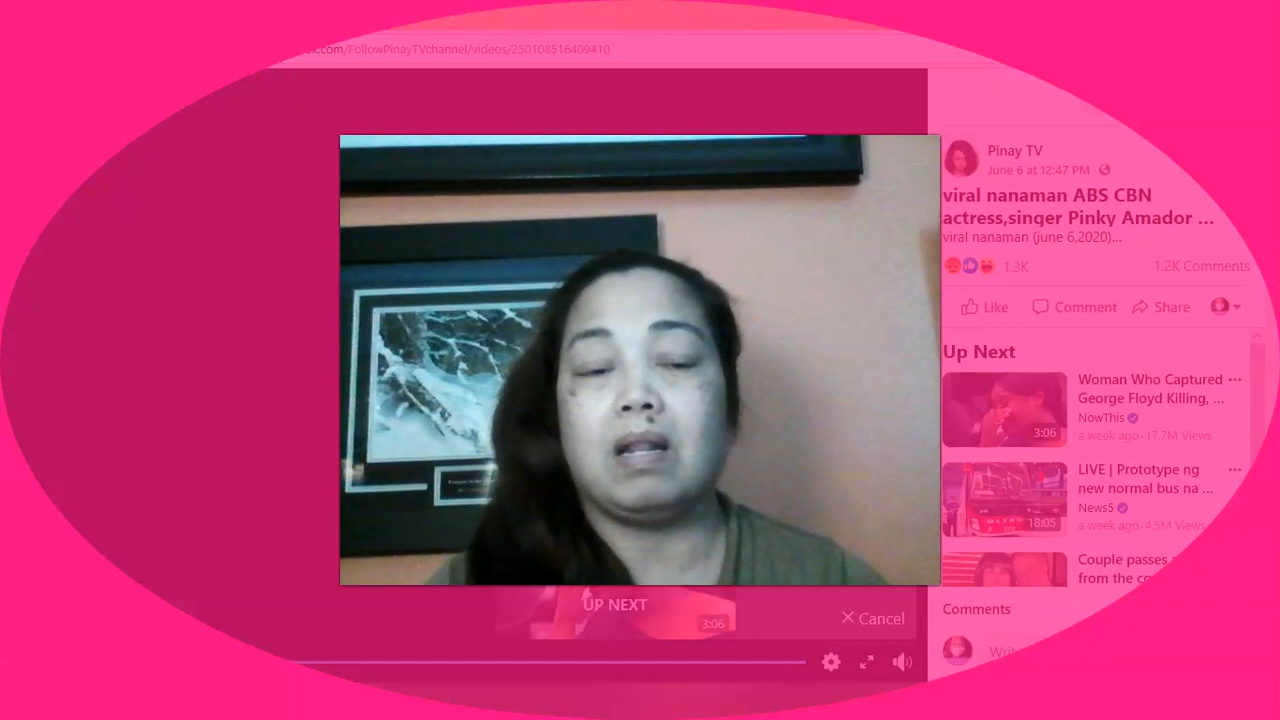 .com/FollowPinayTVchannel/videos/250108516409410
Pinay TV
June 6 at 12:47 PM ·
viral nanaman ABS CBN
actress,singer Pinky Amador ...
viral nanaman (june 6,2020)...
1.3K
1.2K Comments
Like
Comment
Share
Up Next
Woman Who Captured
George Floyd Killing, ...
NowThis
a week ago · 17.7M Views
3:06
LIVE | Prototype ng
new normal bus na ...
News5
a week ago · 4.5M Views
18:05
Couple passes
from the
Comments
UP NEXT
3:06
Cancel